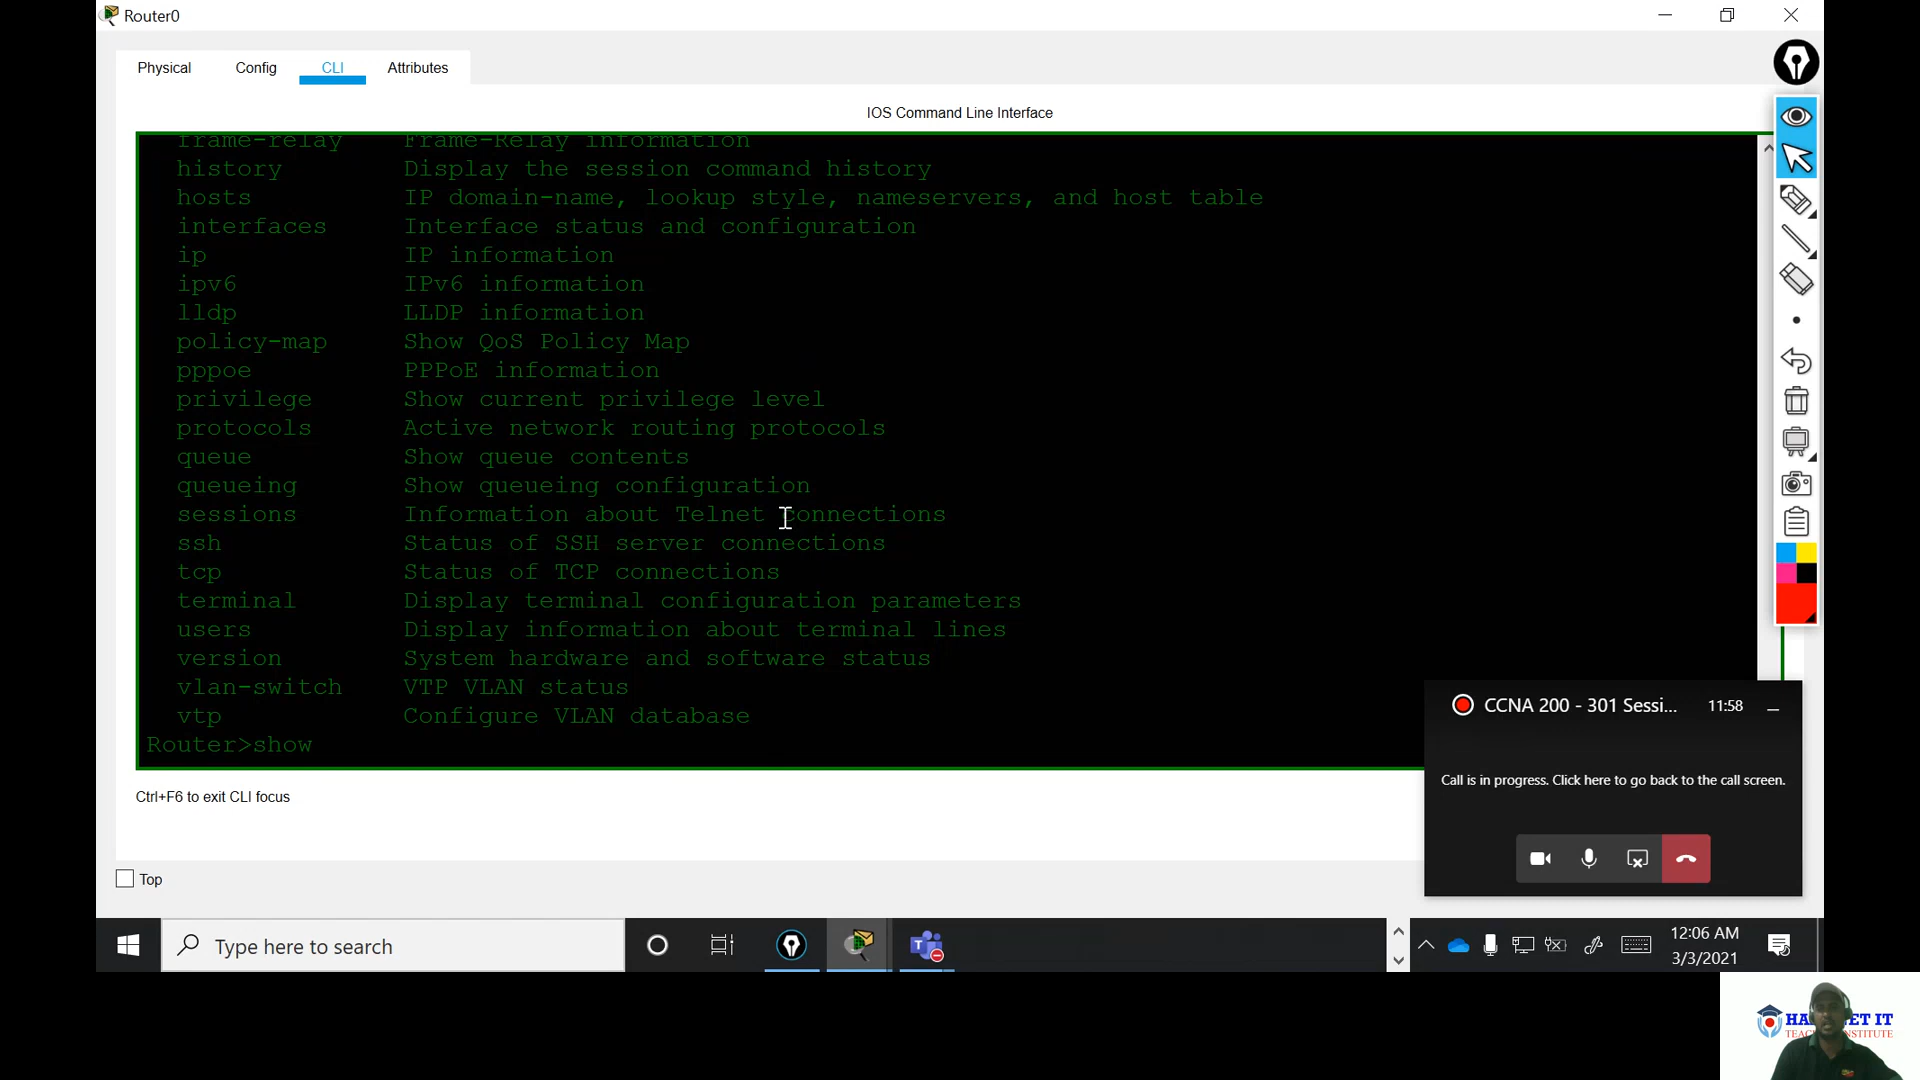 Router0
Physical Config CLI Attributes
IOS Command Line Interface
frame-relay Frame-Relay information
history Display the session command history
hosts IP domain-name, lookup style, nameservers, and host table
interfaces Interface status and configuration
ip IP information
ipv6 IPv6 information
lldp LLDP information
policy-map Show QoS Policy Map
pppoe PPPoE information
privilege Show current privilege level
protocols Active network routing protocols
queue Show queue contents
queueing Show queueing configuration
sessions Information about Telnet connections
ssh Status of SSH server connections
tcp Status of TCP connections
terminal Display terminal configuration parameters
users Display information about terminal lines
version System hardware and software status
vlan-switch VTP VLAN status
vtp Configure VLAN database
Router>show
Ctrl+F6 to exit CLI focus
Top
CCNA 200 - 301 Sessi... 11:58
Call is in progress. Click here to go back to the call screen.
Type here to search
12:06 AM
3/3/2021
IT